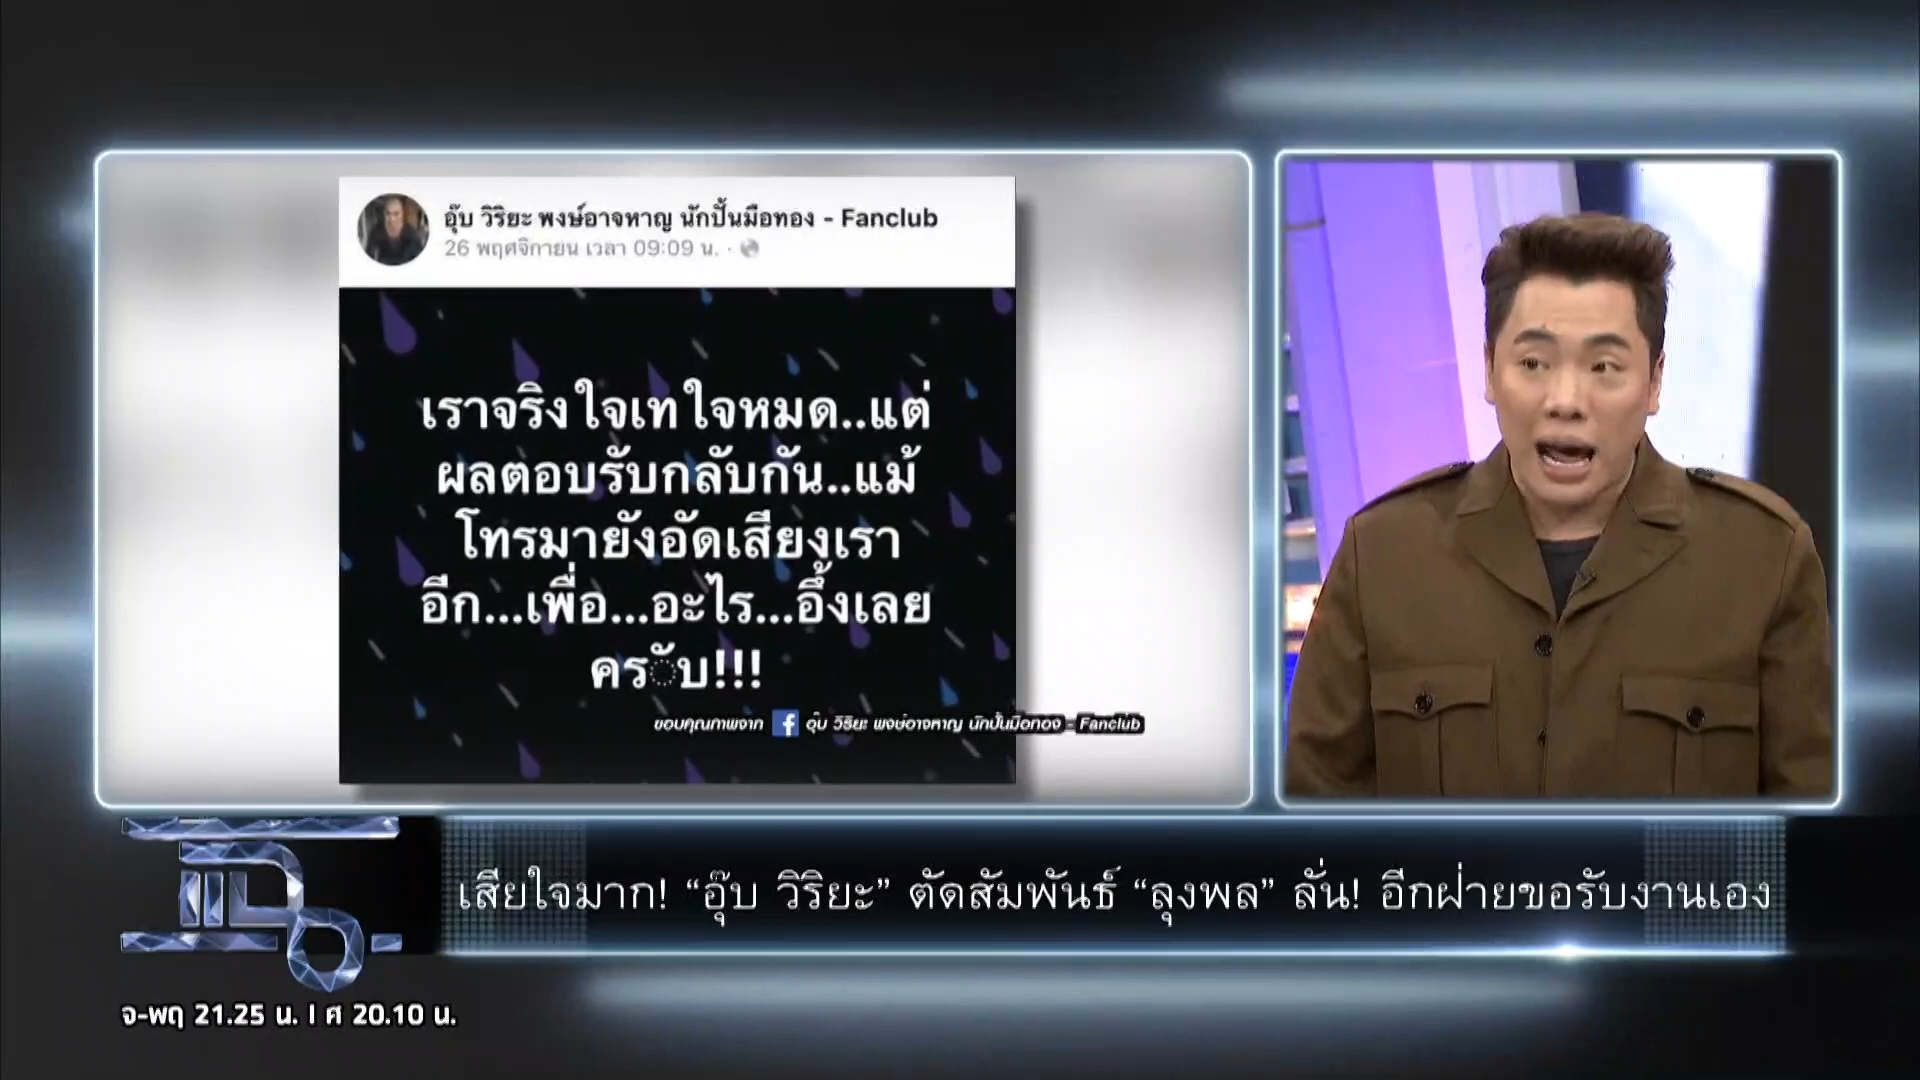 อุ๊บ วิริยะ พงษ์อาจหาญ นักปั้นมือทอง - Fanclub
26 พฤศจิกายน เวลา 09:09 น. ·
เราจริงใจเทใจหมด..แต่
ผลตอบรับกลับกัน..แม้
โทรมายังอัดเสียงเรา
อีก...เพื่อ...อะไร...อึ้งเลย
ครับ!!!
ขอบคุณภาพจาก f อุ๊บ วิริยะ พงษ์อาจหาญ นักปั้นมือทอง - Fanclub
แฉ
เสียใจมาก! “อุ๊บ วิริยะ” ตัดสัมพันธ์ “ลุงพล” ลั่น! อีกฝ่ายขอรับงานเอง
จ-พฤ 21.25 น. I ศ 20.10 น.